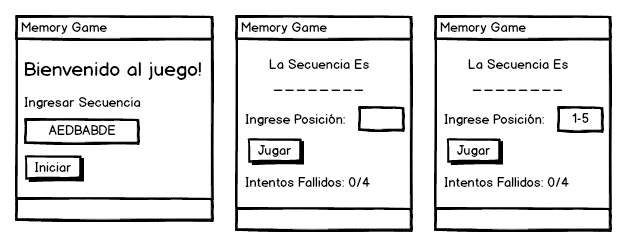 Memory Game
Bienvenido al juego!
Ingresar Secuencia
AEDBABDE
Iniciar
Memory Game
La Secuencia Es
_ _ _ _ _ _ _ _
Ingrese Posición:
Jugar
Intentos Fallidos: 0/4
Memory Game
La Secuencia Es
_ _ _ _ _ _ _ _
Ingrese Posición: 1-5
Jugar
Intentos Fallidos: 0/4